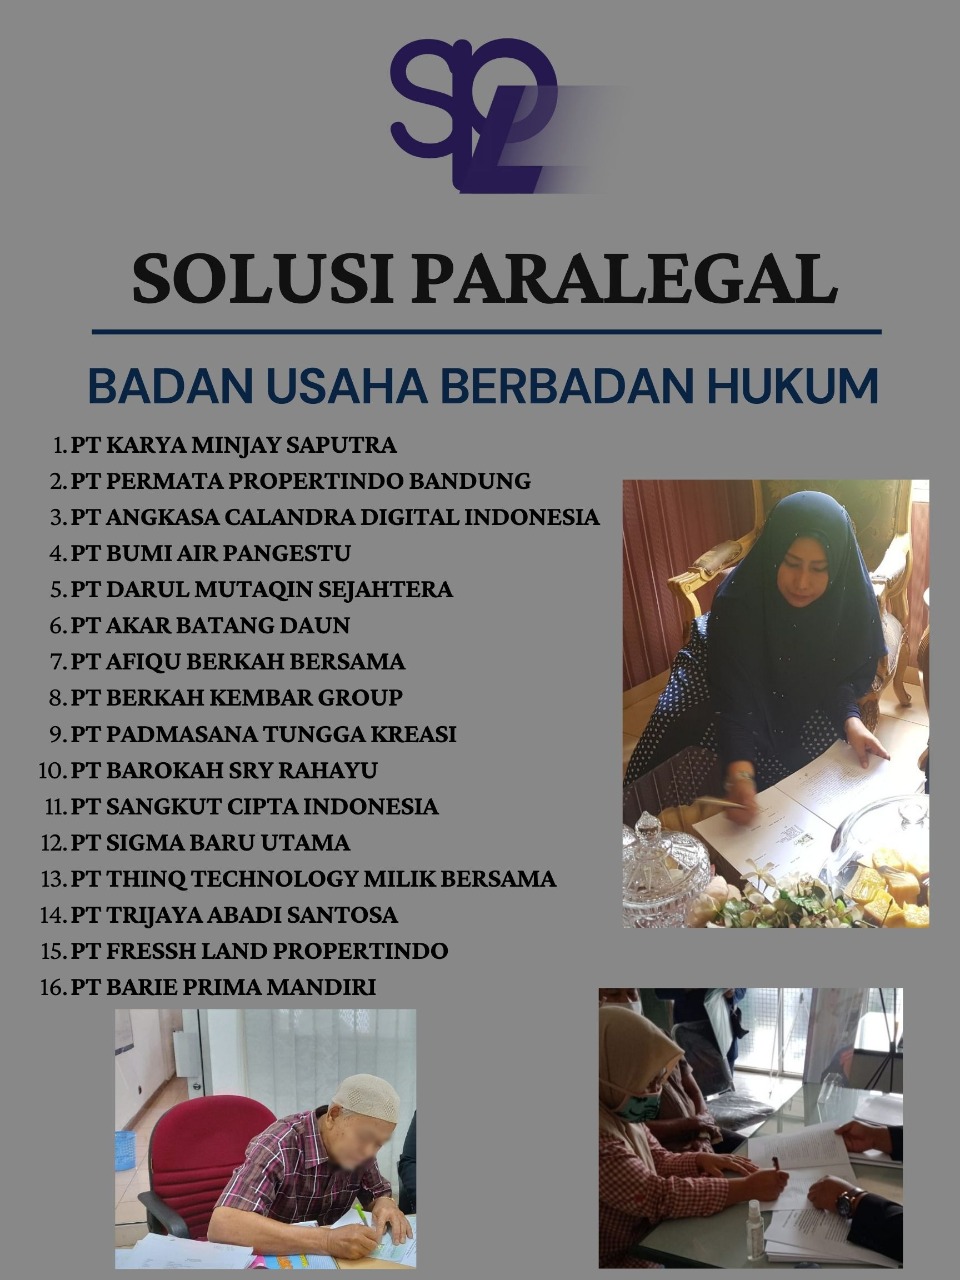 SPL
SOLUSI PARALEGAL
BADAN USAHA BERBADAN HUKUM
1. PT KARYA MINJAY SAPUTRA
2. PT PERMATA PROPERTINDO BANDUNG
3. PT ANGKASA CALANDRA DIGITAL INDONESIA
4. PT BUMI AIR PANGESTU
5. PT DARUL MUTAQIN SEJAHTERA
6. PT AKAR BATANG DAUN
7. PT AFIQU BERKAH BERSAMA
8. PT BERKAH KEMBAR GROUP
9. PT PADMASANA TUNGGA KREASI
10. PT BAROKAH SRY RAHAYU
11. PT SANGKUT CIPTA INDONESIA
12. PT SIGMA BARU UTAMA
13. PT THINQ TECHNOLOGY MILIK BERSAMA
14. PT TRIJAYA ABADI SANTOSA
15. PT FRESSH LAND PROPERTINDO
16. PT BARIE PRIMA MANDIRI